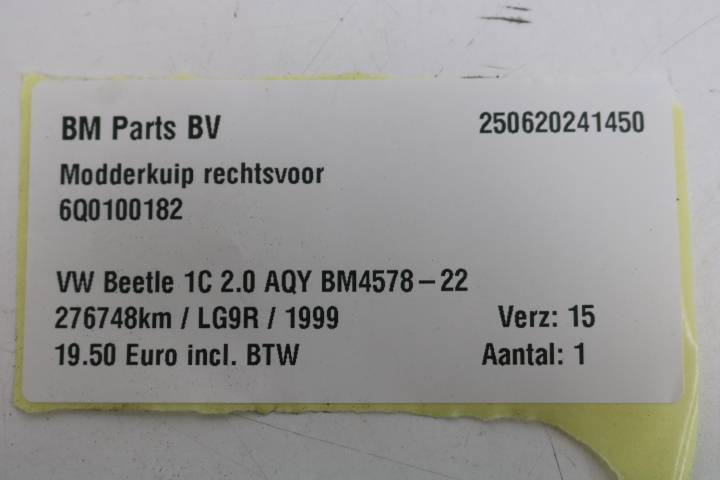 BM Parts BV 250620241450
Modderkuip rechtsvoor
6Q0100182
VW Beetle 1C 2.0 AQY BM4578-22
276748km / LG9R / 1999 Verz: 15
19.50 Euro incl. BTW Aantal: 1